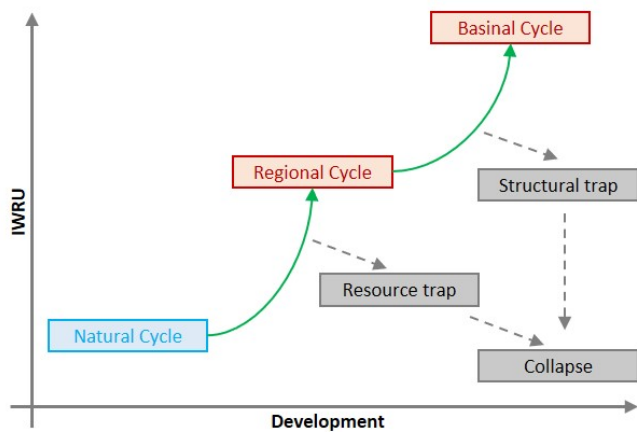 Basinal Cycle
Regional Cycle
Structural trap
IWRU
Resource trap
Natural Cycle
Collapse
Development